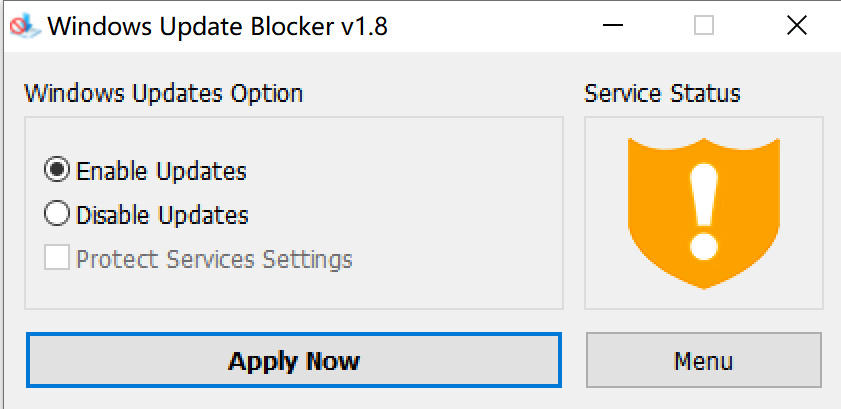 Windows Update Blocker v1.8
Windows Updates Option
Service Status
Enable Updates
Disable Updates
Protect Services Settings
Apply Now
Menu